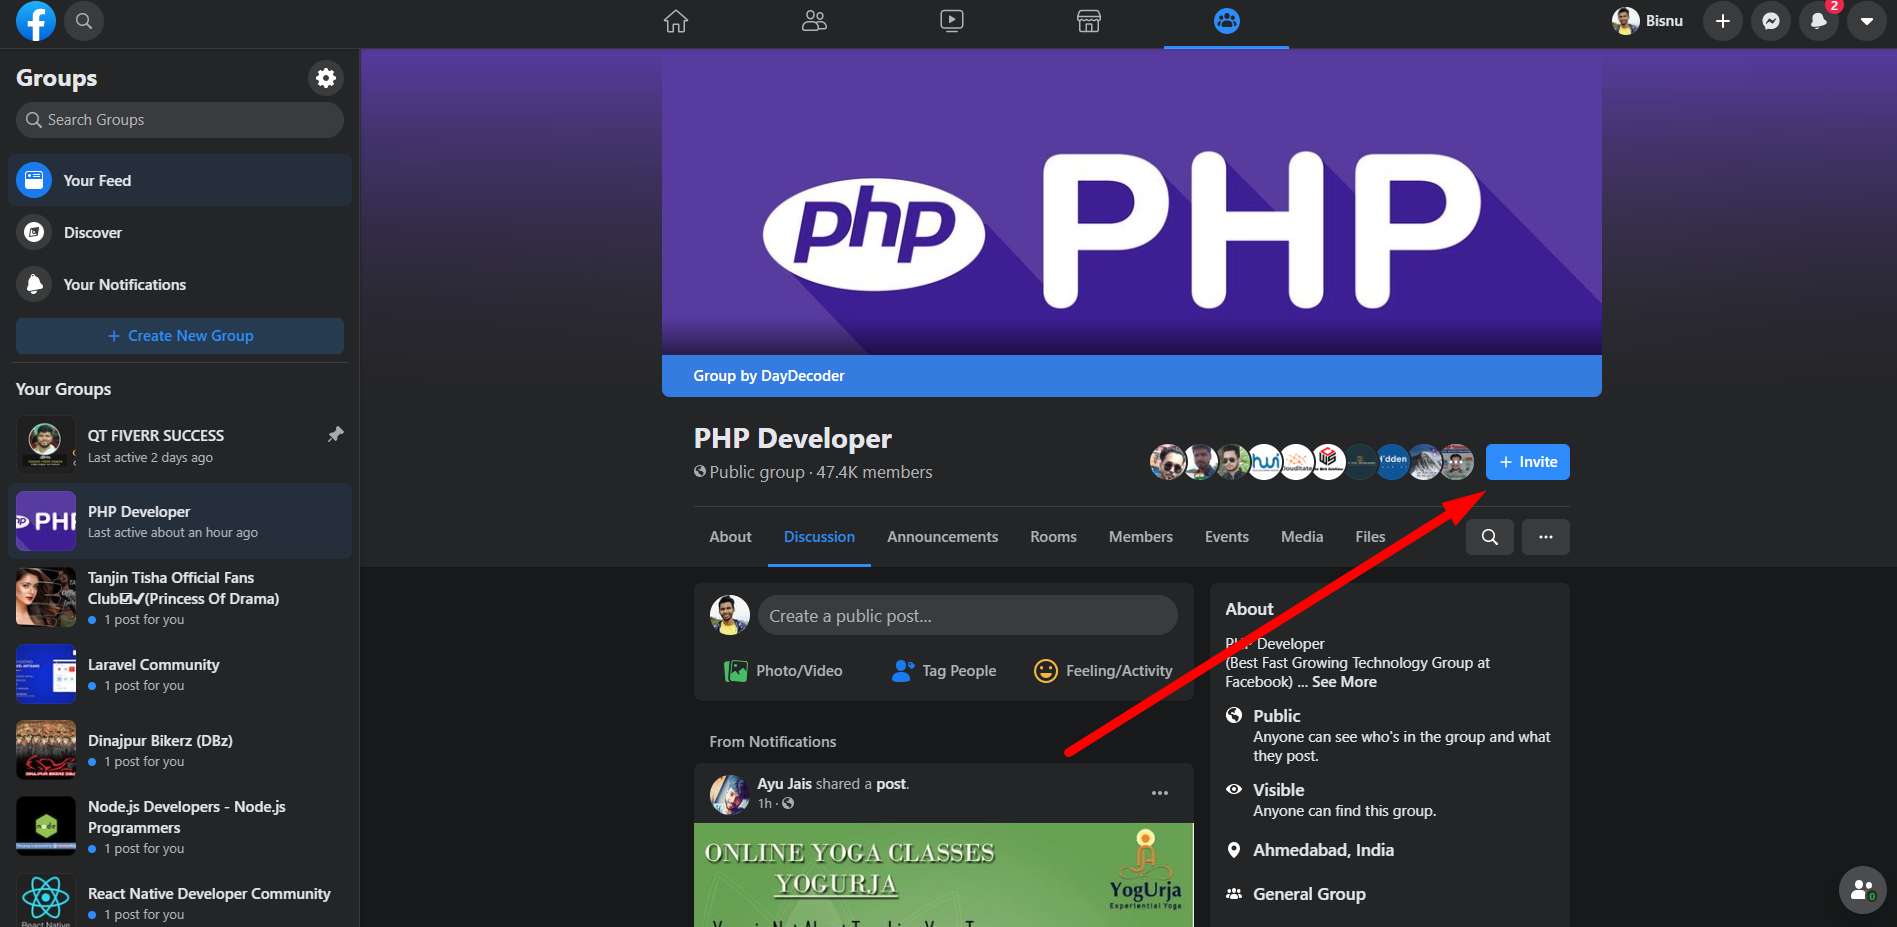 Bisnu
2
Groups
Search Groups
Your Feed
Discover
Your Notifications
+ Create New Group
Your Groups
QT FIVERR SUCCESS
Last active 2 days ago
PHP
PHP Developer
Last active about an hour ago
Tanjin Tisha Official Fans
Club☑✔(Princess Of Drama)
1 post for you
Laravel Community
1 post for you
Dinajpur Bikerz (DBz)
1 post for you
node
Node.js Developers - Node.js
Programmers
1 post for you
React Native
React Native Developer Community
1 post for you
php PHP
Group by DayDecoder
PHP Developer
Public group · 47.4K members
+ Invite
About Discussion Announcements Rooms Members Events Media Files
Create a public post...
Photo/Video Tag People Feeling/Activity
From Notifications
Ayu Jais shared a post.
1h ·
ONLINE YOGA CLASSES
YOGURJA
YogUrja
Experiential Yoga
About
PHP Developer
(Best Fast Growing Technology Group at
Facebook) ... See More
Public
Anyone can see who's in the group and what
they post.
Visible
Anyone can find this group.
Ahmedabad, India
General Group
0